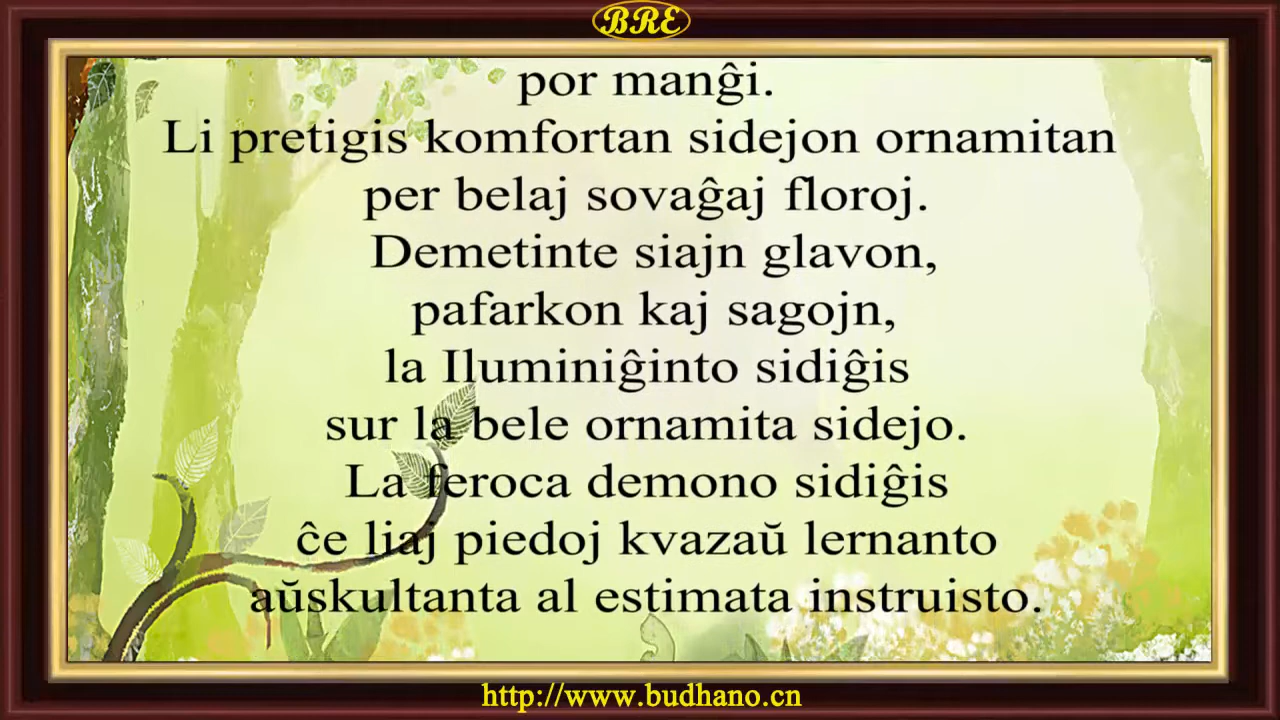 BRE
por manĝi.
Li pretigis komfortan sidejon ornamitan
per belaj sovaĝaj floroj.
Demetinte siajn glavon,
pafarkon kaj sagojn,
la Iluminiĝinto sidiĝis
sur la bele ornamita sidejo.
La feroca demono sidiĝis
ĉe liaj piedoj kvazaŭ lernanto
aŭskultanta al estimata instruisto.
http://www.budhano.cn